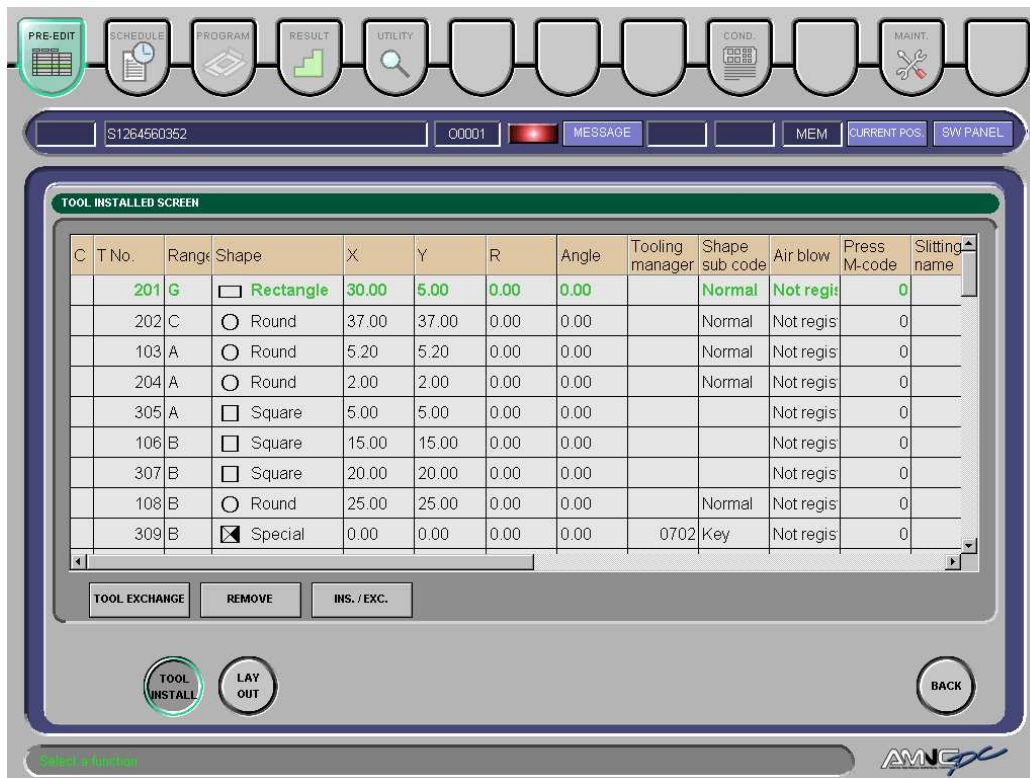 PRE-EDIT SCHEDULE PROGRAM RESULT UTILITY COND. MAINT.
S1264560352 O0001 MESSAGE MEM CURRENT POS. SW PANEL
TOOL INSTALLED SCREEN
C T No. Range Shape X Y R Angle Tooling manager Shape sub code Air blow Press M-code Slitting name
201 G Rectangle 30.00 5.00 0.00 0.00 Normal Not regis 0
202 C Round 37.00 37.00 0.00 0.00 Normal Not regis 0
103 A Round 5.20 5.20 0.00 0.00 Normal Not regis 0
204 A Round 2.00 2.00 0.00 0.00 Normal Not regis 0
305 A Square 5.00 5.00 0.00 0.00 Not regis 0
106 B Square 15.00 15.00 0.00 0.00 Not regis 0
307 B Square 20.00 20.00 0.00 0.00 Not regis 0
108 B Round 25.00 25.00 0.00 0.00 Normal Not regis 0
309 B Special 0.00 0.00 0.00 0.00 0702 Key Not regis 0
TOOL EXCHANGE REMOVE INS. / EXC.
TOOL INSTALL LAY OUT BACK
Select a function AMNC PC